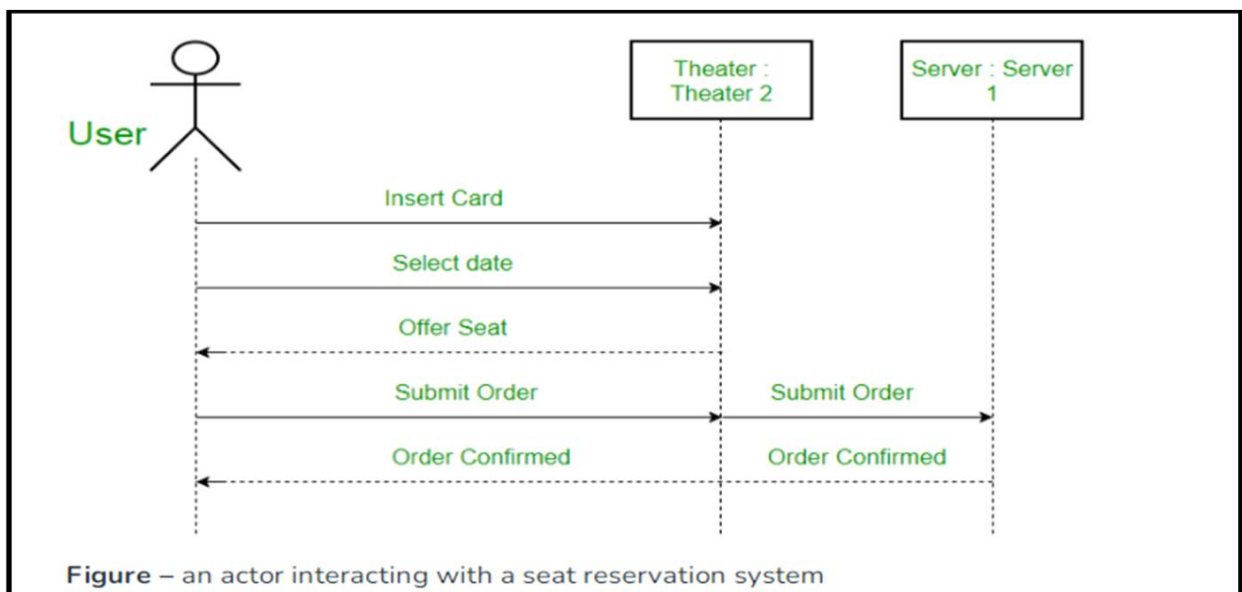 User
Theater :
Theater 2
Server : Server
1
Insert Card
Select date
Offer Seat
Submit Order
Submit Order
Order Confirmed
Order Confirmed
Figure – an actor interacting with a seat reservation system